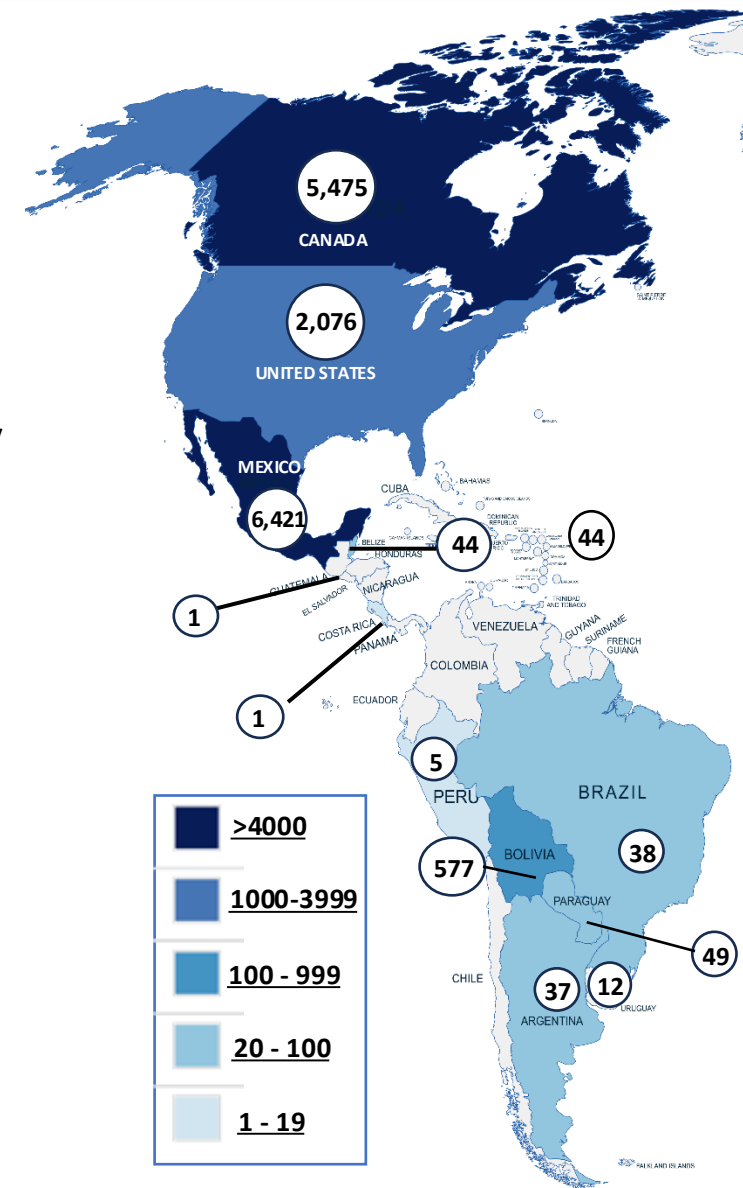 5,475
CANADA
2,076
UNITED STATES
MEXICO
6,421
CUBA
BAHAMAS
DOMINICAN
REPUBLIC
44
44
BELIZE
HONDURAS
GUATEMALA
NICARAGUA
EL SALVADOR
1
COSTA RICA
PANAMA
TRINIDAD
AND TOBAGO
VENEZUELA
GUYANA
SURINAME
FRENCH
GUIANA
COLOMBIA
1
ECUADOR
5
PERU
BRAZIL
BOLIVIA
38
577
PARAGUAY
49
CHILE
37
12
ARGENTINA
URUGUAY
FALKLAND ISLANDS
>4000
1000-3999
100 - 999
20 - 100
1 - 19